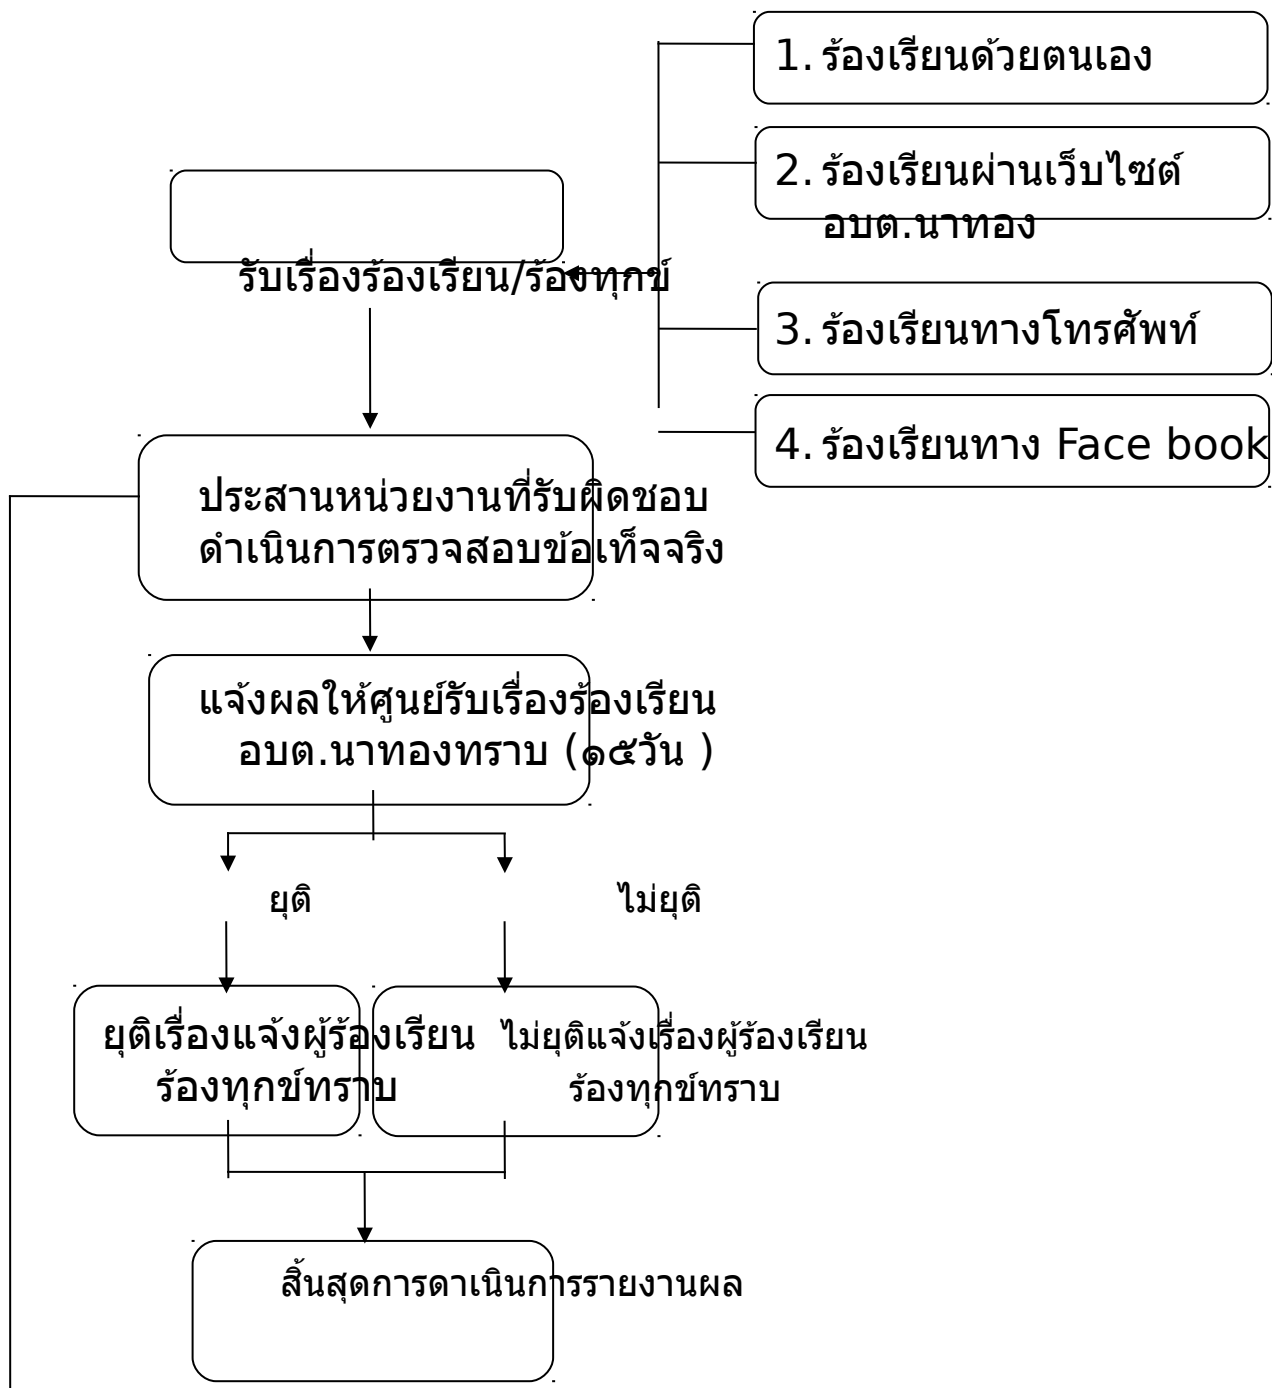 1. ร้องเรียนด้วยตนเอง
2. ร้องเรียนผ่านเว็บไซต์
อบต.นาทอง
รับเรื่องร้องเรียน/ร้องทุกข์
3. ร้องเรียนทางโทรศัพท์
4. ร้องเรียนทาง Face book
ประสานหน่วยงานที่รับผิดชอบ
ดำเนินการตรวจสอบข้อเท็จจริง
แจ้งผลให้ศูนย์รับเรื่องร้องเรียน
อบต.นาทองทราบ (๑๕วัน )
ยุติ
ไม่ยุติ
ยุติเรื่องแจ้งผู้ร้องเรียน
ร้องทุกข์ทราบ
ไม่ยุติแจ้งเรื่องผู้ร้องเรียน
ร้องทุกข์ทราบ
สิ้นสุดการดาเนินการรายงานผล